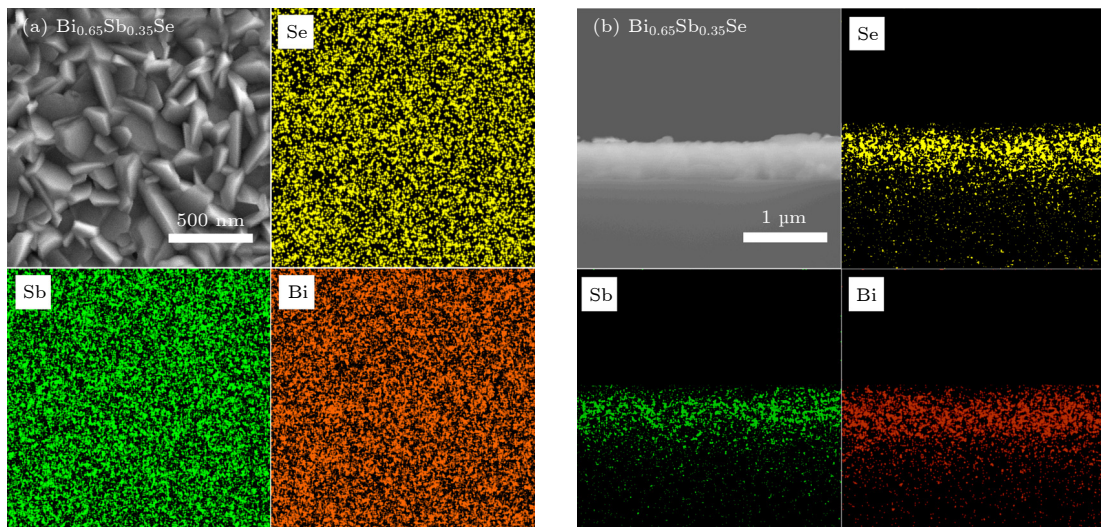 (a) Bi₀.₆₅Sb₀.₃₅Se
Se
500 nm
Sb
Bi
(b) Bi₀.₆₅Sb₀.₃₅Se
Se
1 μm
Sb
Bi